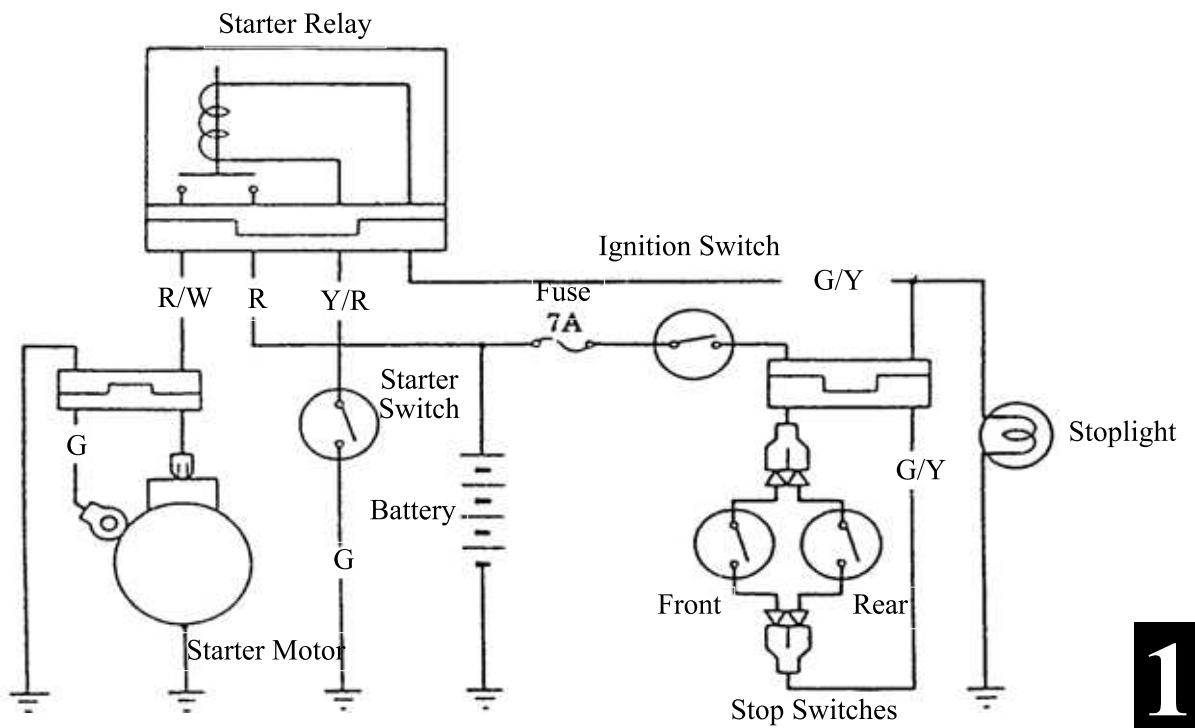 Starter Relay
Ignition Switch
R/W
R
Y/R
Fuse
7A
G/Y
Starter
Switch
G
Battery
G
G/Y
Stoplight
Front
Rear
Starter Motor
Stop Switches
1